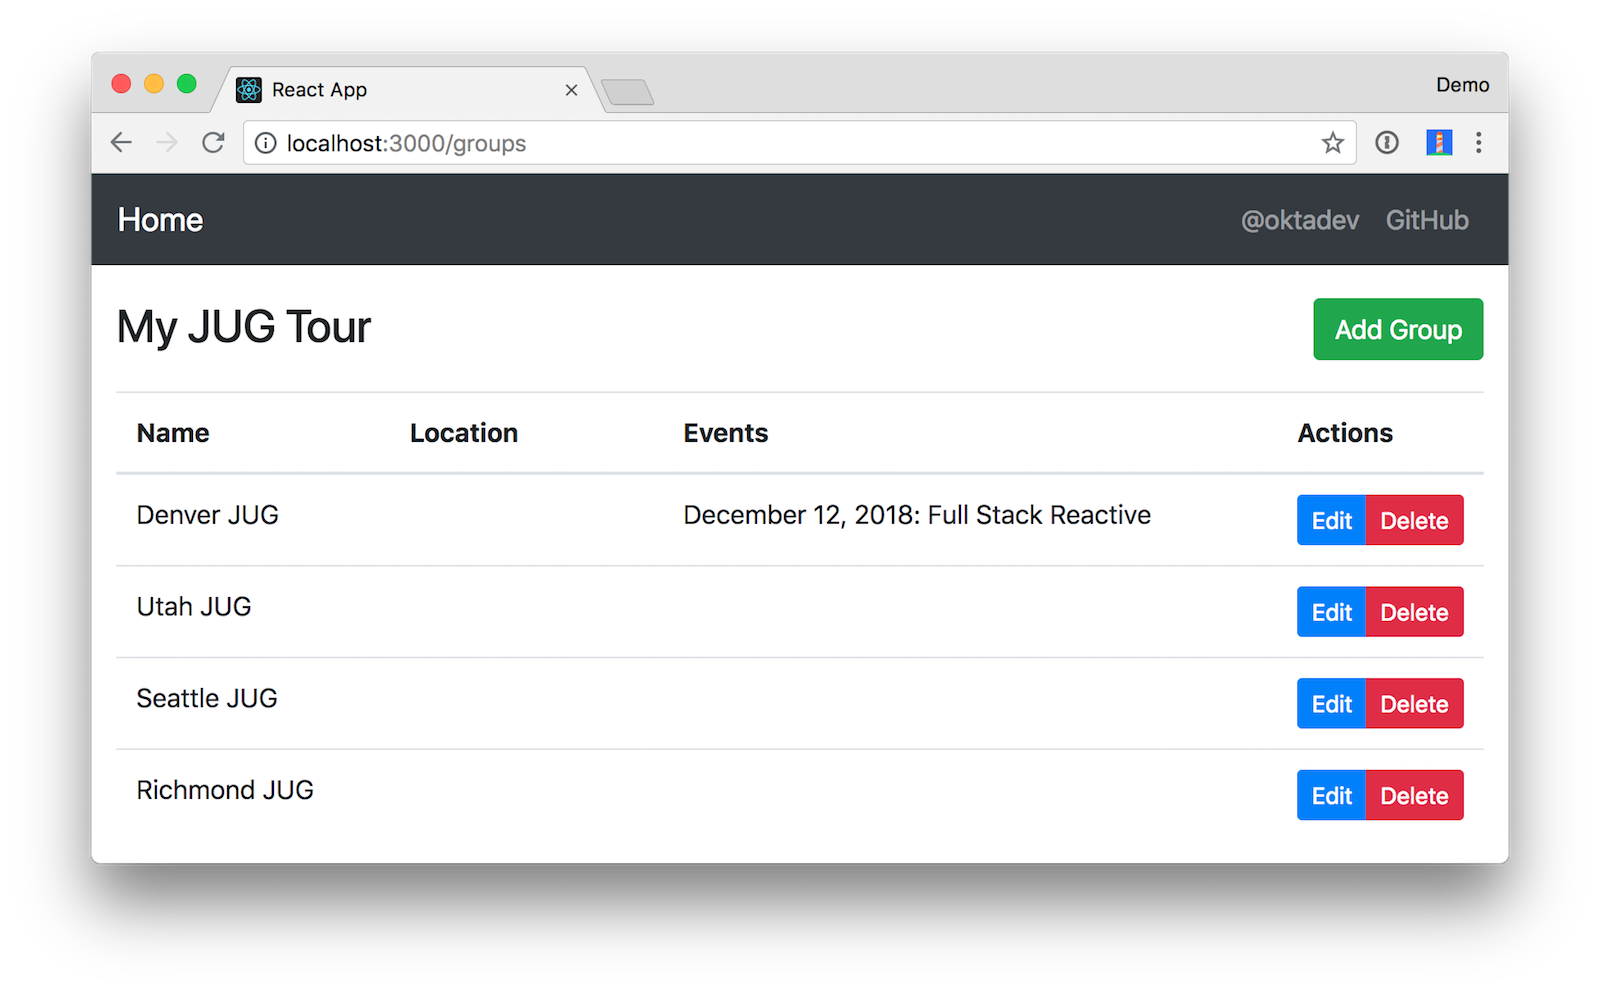 React App
Demo
localhost:3000/groups
Home @oktadev GitHub
My JUG Tour Add Group
Name Location Events Actions
Denver JUG December 12, 2018: Full Stack Reactive Edit Delete
Utah JUG Edit Delete
Seattle JUG Edit Delete
Richmond JUG Edit Delete